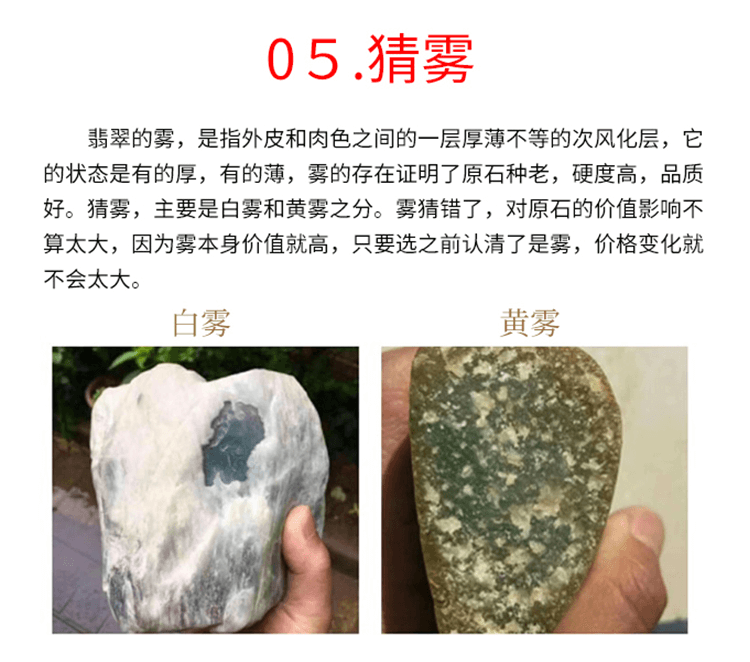 05.猜雾
翡翠的雾，是指外皮和肉色之间的一层厚薄不等的次风化层，它
的状态是有的厚，有的薄，雾的存在证明了原石种老，硬度高，品质
好。猜雾，主要是白雾和黄雾之分。雾猜错了，对原石的价值影响不
算太大，因为雾本身价值就高，只要选之前认清了是雾，价格变化就
不会太大。
白雾
黄雾